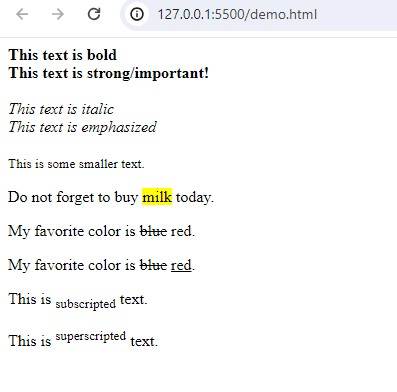 127.0.0.1:5500/demo.html
This text is bold
This text is strong/important!
This text is italic
This text is emphasized
This is some smaller text.
Do not forget to buy milk today.
My favorite color is blue red.
My favorite color is blue red.
This is subscripted text.
This is superscripted text.